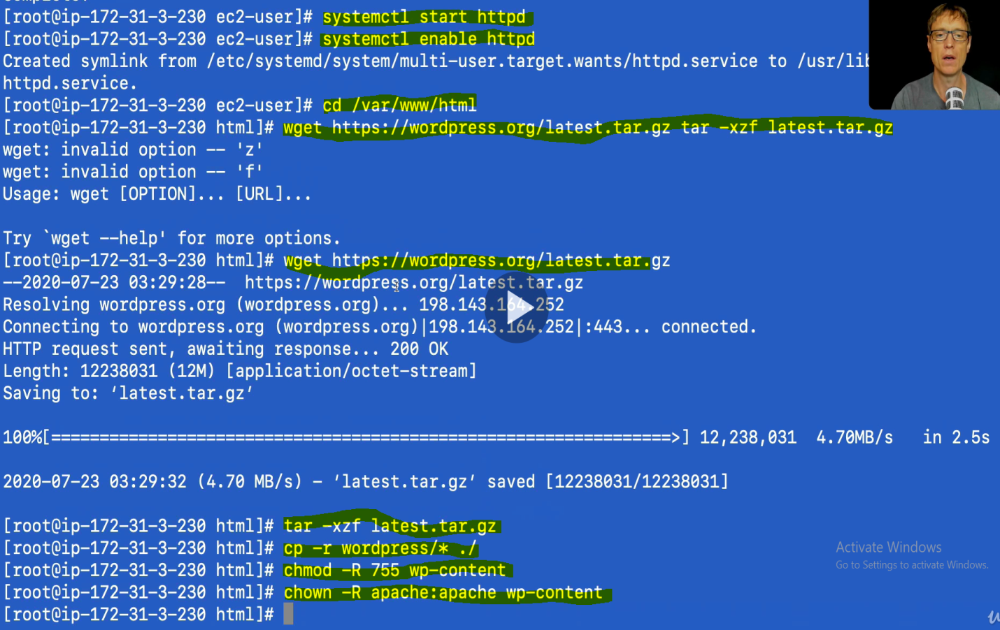 [root@ip-172-31-3-230 ec2-user]# systemctl start httpd
[root@ip-172-31-3-230 ec2-user]# systemctl enable httpd
Created symlink from /etc/systemd/system/multi-user.target.wants/httpd.service to /usr/lib
httpd.service.
[root@ip-172-31-3-230 ec2-user]# cd /var/www/html
[root@ip-172-31-3-230 html]# wget https://wordpress.org/latest.tar.gz tar -xzf latest.tar.gz
wget: invalid option -- 'z'
wget: invalid option -- 'f'
Usage: wget [OPTION]... [URL]...
Try `wget --help' for more options.
[root@ip-172-31-3-230 html]# wget https://wordpress.org/latest.tar.gz
--2020-07-23 03:29:28--  https://wordpress.org/latest.tar.gz
Resolving wordpress.org (wordpress.org)... 198.143.164.252
Connecting to wordpress.org (wordpress.org)|198.143.164.252|:443... connected.
HTTP request sent, awaiting response... 200 OK
Length: 12238031 (12M) [application/octet-stream]
Saving to: ‘latest.tar.gz’
100%[================================================================>] 12,238,031  4.70MB/s   in 2.5s
2020-07-23 03:29:32 (4.70 MB/s) - ‘latest.tar.gz’ saved [12238031/12238031]
[root@ip-172-31-3-230 html]# tar -xzf latest.tar.gz
[root@ip-172-31-3-230 html]# cp -r wordpress/* ./
[root@ip-172-31-3-230 html]# chmod -R 755 wp-content
[root@ip-172-31-3-230 html]# chown -R apache:apache wp-content
[root@ip-172-31-3-230 html]#
Activate Windows
Go to Settings to activate Windows.